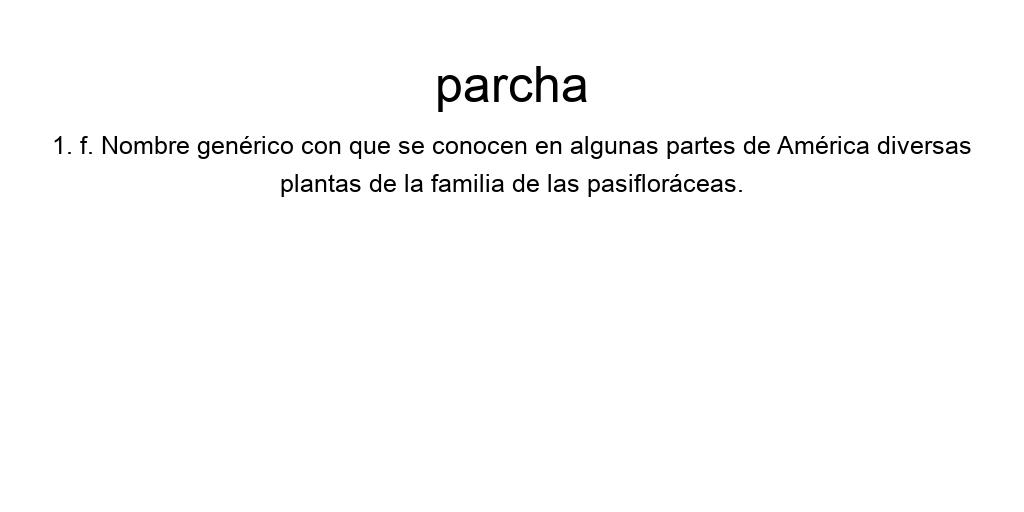 parcha
1. f. Nombre genérico con que se conocen en algunas partes de América diversas
plantas de la familia de las pasifloráceas.